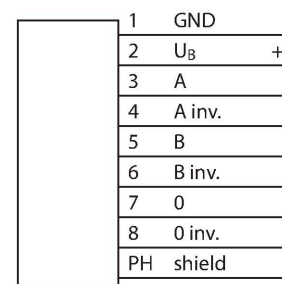 1 GND
2 U_B +
3 A
4 A inv.
5 B
6 B inv.
7 0
8 0 inv.
PH shield